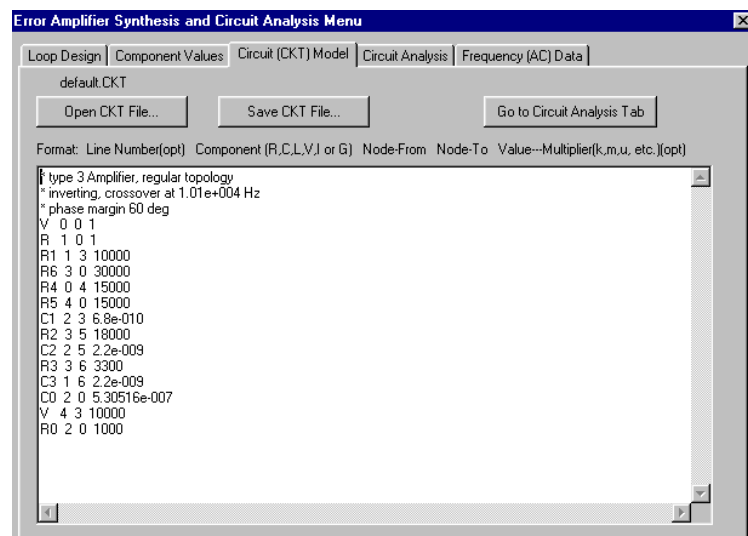 Error Amplifier Synthesis and Circuit Analysis Menu
Loop Design Component Values Circuit (CKT) Model Circuit Analysis Frequency (AC) Data
default.CKT
Open CKT File... Save CKT File... Go to Circuit Analysis Tab
Format: Line Number(opt) Component (R,C,L,V,I or G) Node-From Node-To Value---Multiplier(k,m,u, etc.)(opt)
* type 3 Amplifier, regular topology
* inverting, crossover at 1.01e+004 Hz
* phase margin 60 deg
V 0 0 1
R 1 0 1
R1 1 3 10000
R6 3 0 30000
R4 0 4 15000
R5 4 0 15000
C1 2 3 6.8e-010
R2 3 5 18000
C2 2 5 2.2e-009
R3 3 6 3300
C3 1 6 2.2e-009
C0 2 0 5.30516e-007
V 4 3 10000
R0 2 0 1000